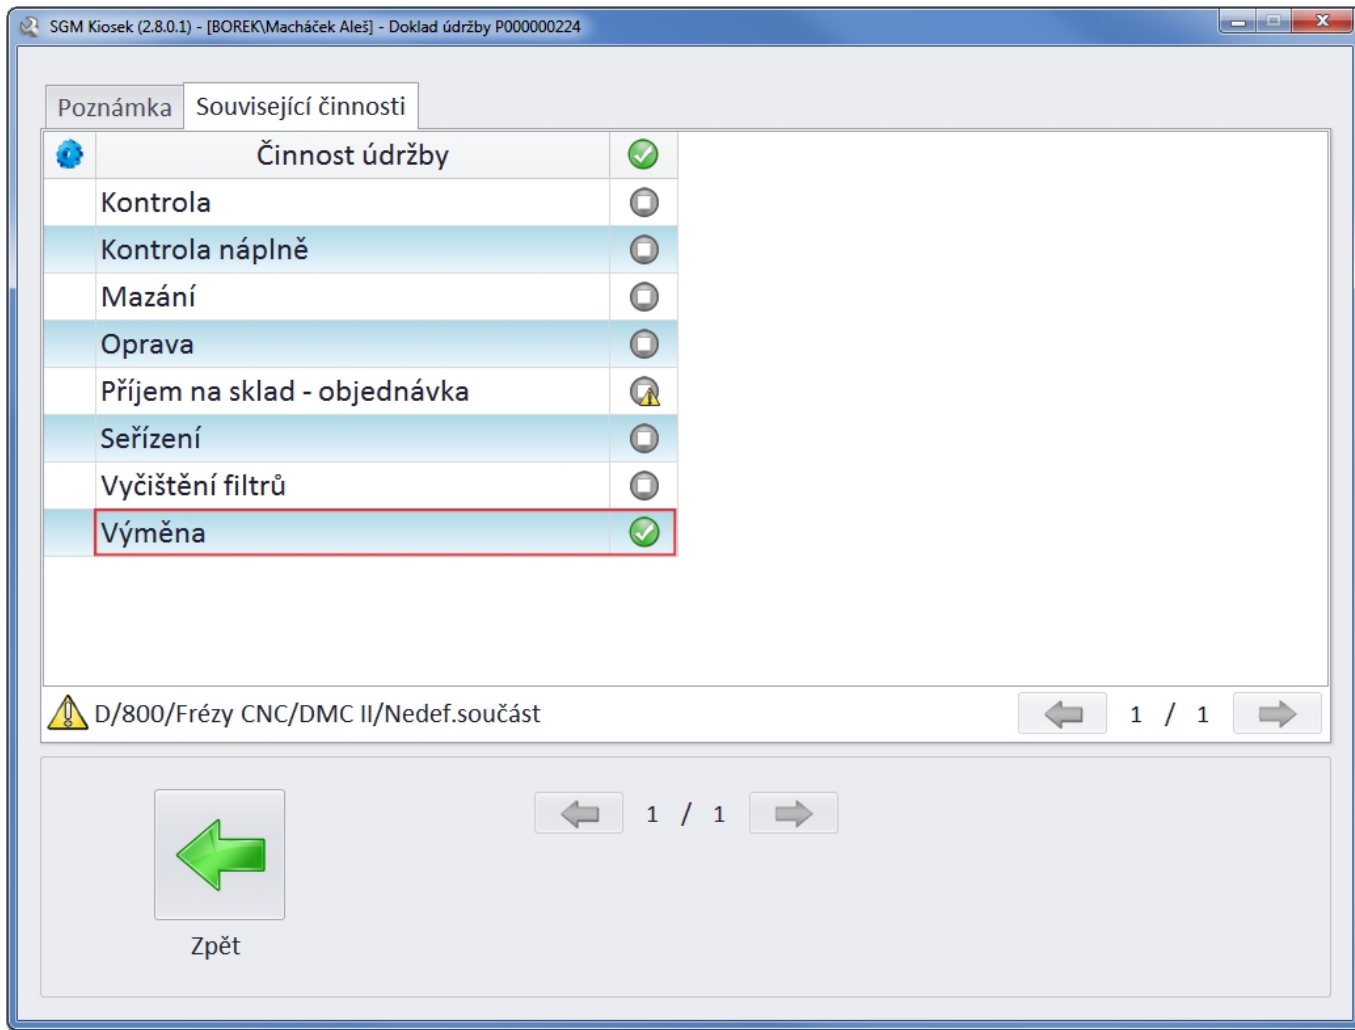 SGM Kiosek (2.8.0.1) - [BOREK\Macháček Aleš] - Doklad údržby P000000224
Poznámka Související činnosti
Činnost údržby
Kontrola
Kontrola náplně
Mazání
Oprava
Příjem na sklad - objednávka
Seřízení
Vyčištění filtrů
Výměna
D/800/Frézy CNC/DMC II/Nedef.součást 1 / 1
1 / 1
Zpět